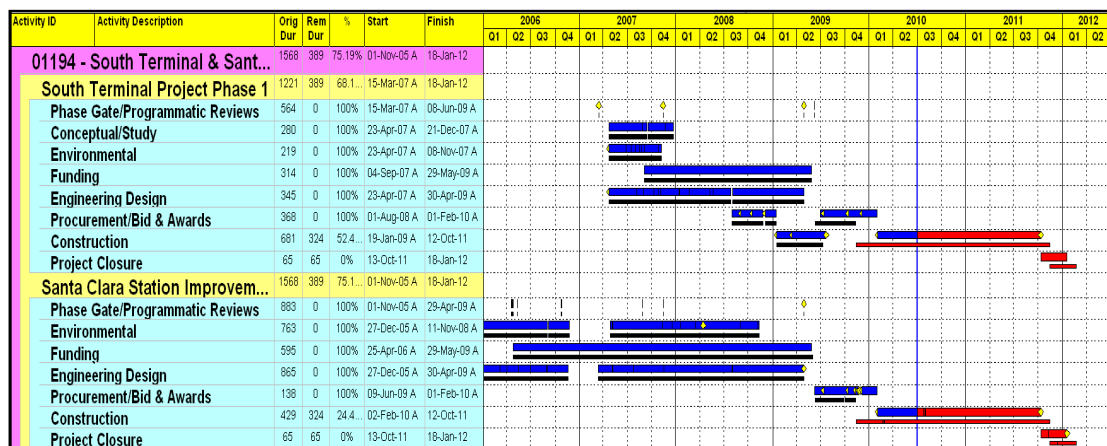 Activity ID Activity Description Orig Dur Rem Dur % Start Finish 2006 2007 2008 2009 2010 2011 2012
Q1 Q2 Q3 Q4 Q1 Q2 Q3 Q4 Q1 Q2 Q3 Q4 Q1 Q2 Q3 Q4 Q1 Q2 Q3 Q4 Q1 Q2 Q3 Q4 Q1 Q2
01194 - South Terminal & Sant... 1568 389 75.19% 01-Nov-05 A 18-Jan-12
South Terminal Project Phase 1 1221 389 68.1... 15-Mar-07 A 18-Jan-12
Phase Gate/Programmatic Reviews 564 0 100% 15-Mar-07 A 08-Jun-09 A
Conceptual/Study 280 0 100% 23-Apr-07 A 21-Dec-07 A
Environmental 219 0 100% 23-Apr-07 A 08-Nov-07 A
Funding 314 0 100% 04-Sep-07 A 29-May-09 A
Engineering Design 345 0 100% 23-Apr-07 A 30-Apr-09 A
Procurement/Bid & Awards 368 0 100% 01-Aug-08 A 01-Feb-10 A
Construction 681 324 52.4... 19-Jan-09 A 12-Oct-11
Project Closure 65 65 0% 13-Oct-11 18-Jan-12
Santa Clara Station Improvem... 1568 389 75.1... 01-Nov-05 A 18-Jan-12
Phase Gate/Programmatic Reviews 883 0 100% 01-Nov-05 A 29-Apr-09 A
Environmental 763 0 100% 27-Dec-05 A 11-Nov-08 A
Funding 595 0 100% 25-Apr-06 A 29-May-09 A
Engineering Design 865 0 100% 27-Dec-05 A 30-Apr-09 A
Procurement/Bid & Awards 138 0 100% 09-Jun-09 A 01-Feb-10 A
Construction 429 324 24.4... 02-Feb-10 A 12-Oct-11
Project Closure 65 65 0% 13-Oct-11 18-Jan-12